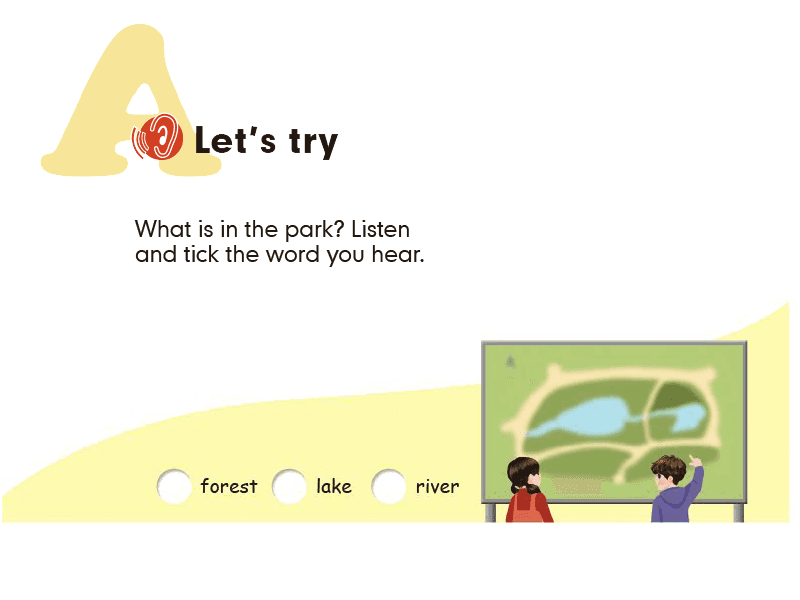 A
Let's try
What is in the park? Listen
and tick the word you hear.
forest lake river